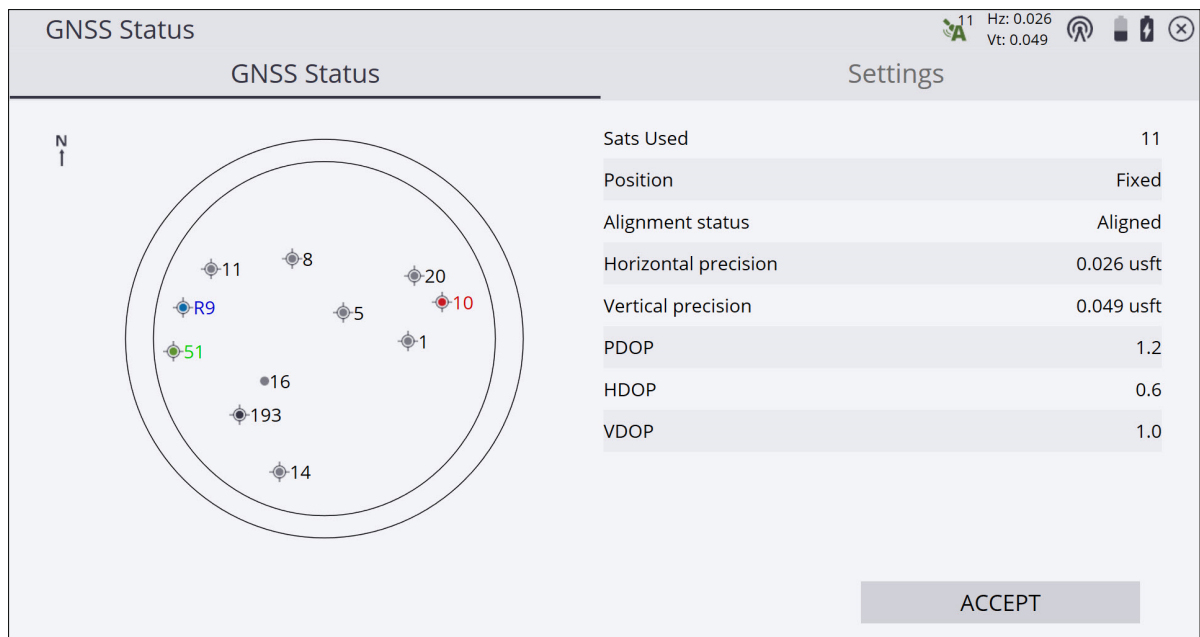 GNSS Status
11
Hz: 0.026
Vt: 0.049
GNSS Status
Settings
N
Sats Used 11
Position Fixed
Alignment status Aligned
Horizontal precision 0.026 usft
Vertical precision 0.049 usft
PDOP 1.2
HDOP 0.6
VDOP 1.0
8
11
20
10
R9
5
1
51
16
193
14
ACCEPT